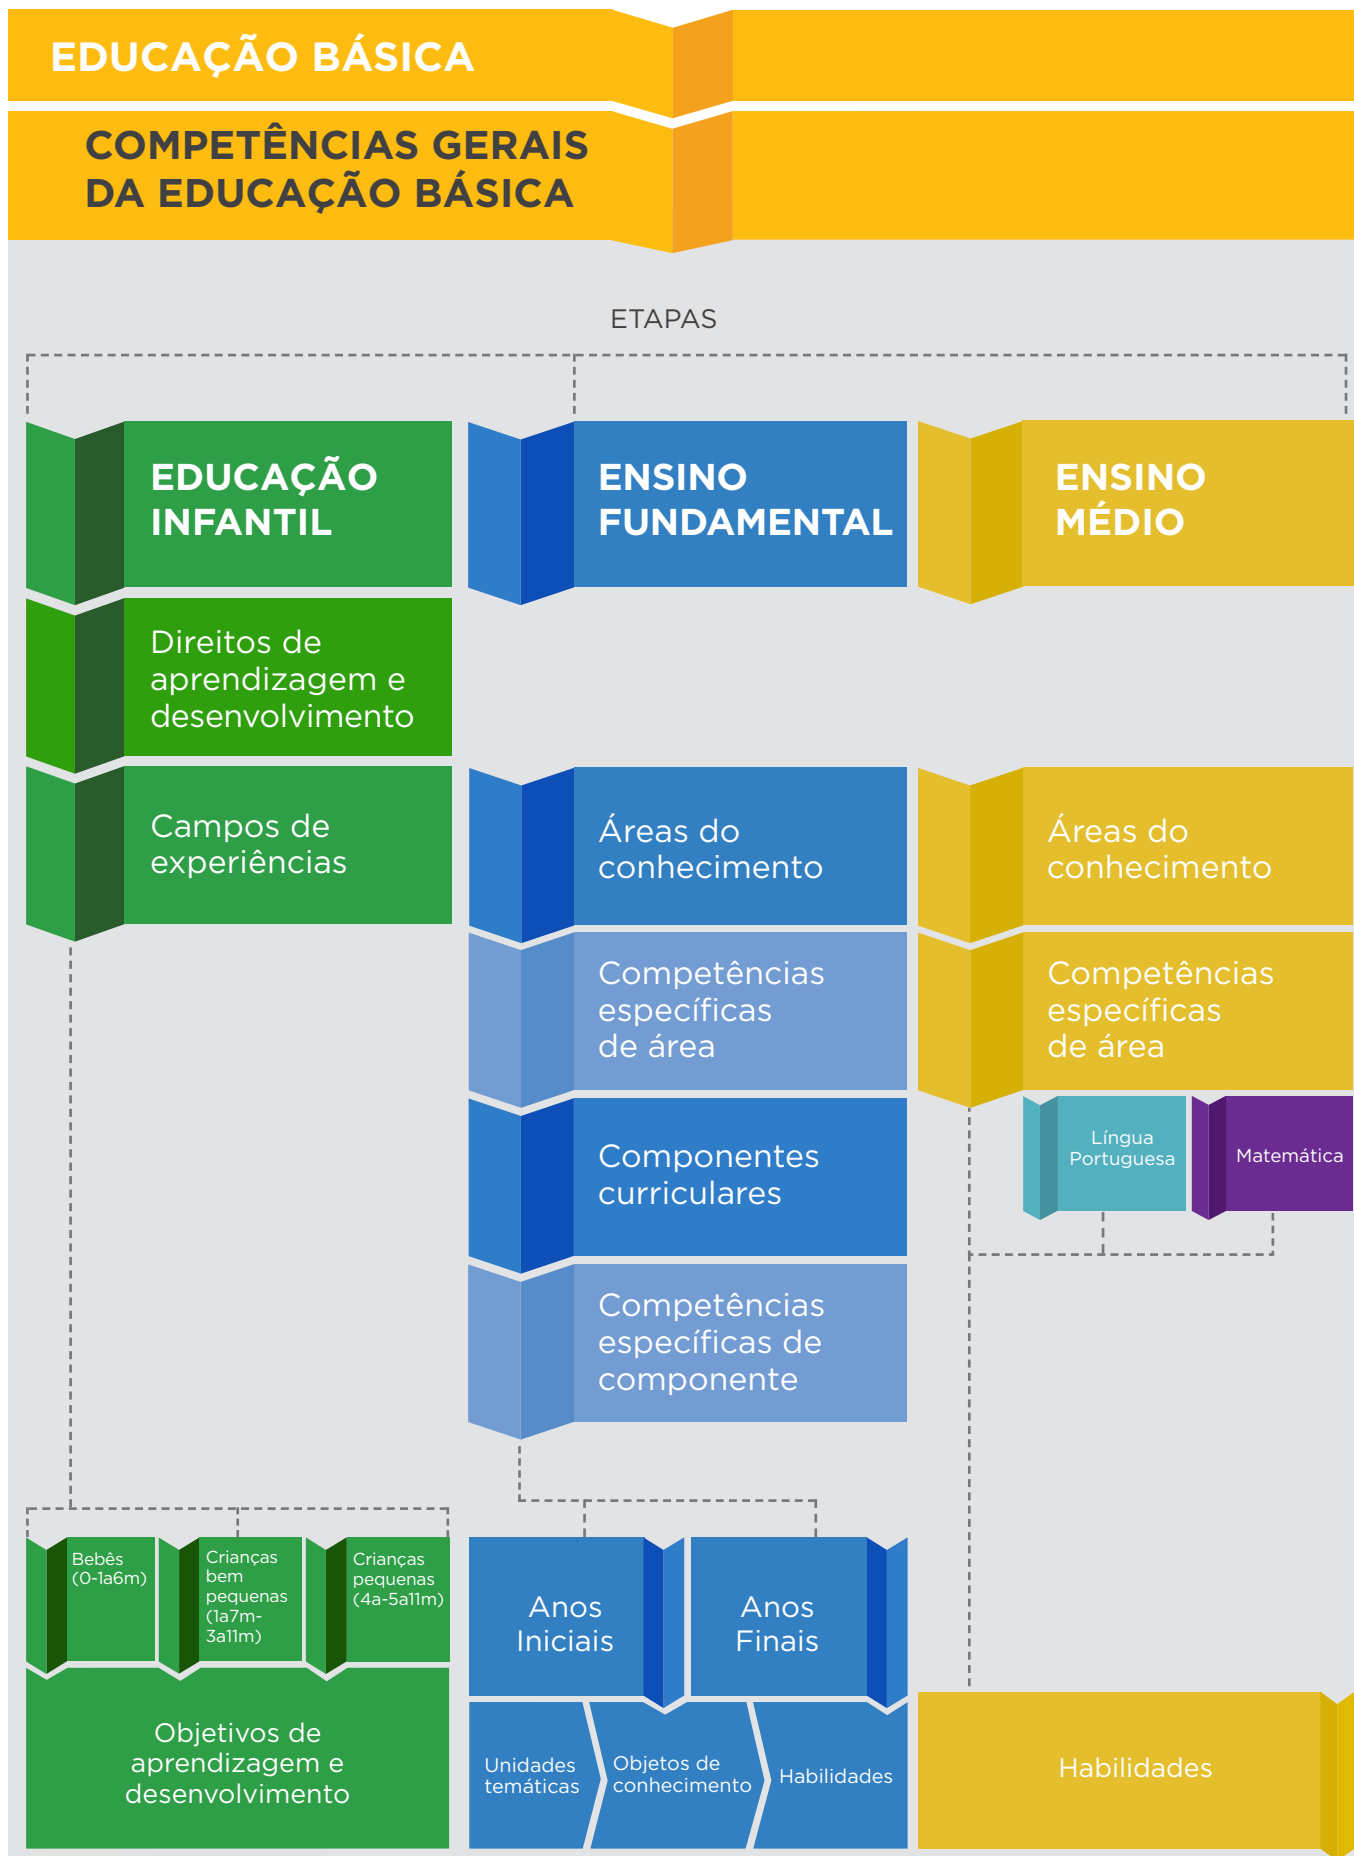 EDUCAÇÃO BÁSICA
COMPETÊNCIAS GERAIS
DA EDUCAÇÃO BÁSICA
ETAPAS
EDUCAÇÃO
INFANTIL
Direitos de
aprendizagem e
desenvolvimento
Campos de
experiências
Bebês
(0-1a6m)
Crianças
bem
pequenas
(1a7m-
3a11m)
Crianças
pequenas
(4a-5a11m)
Objetivos de
aprendizagem e
desenvolvimento
ENSINO
FUNDAMENTAL
Áreas do
conhecimento
Competências
específicas
de área
Componentes
curriculares
Competências
específicas de
componente
Anos
Iniciais
Anos
Finais
Unidades
temáticas
Objetos de
conhecimento
Habilidades
ENSINO
MÉDIO
Áreas do
conhecimento
Competências
específicas
de área
Língua
Portuguesa
Matemática
Habilidades